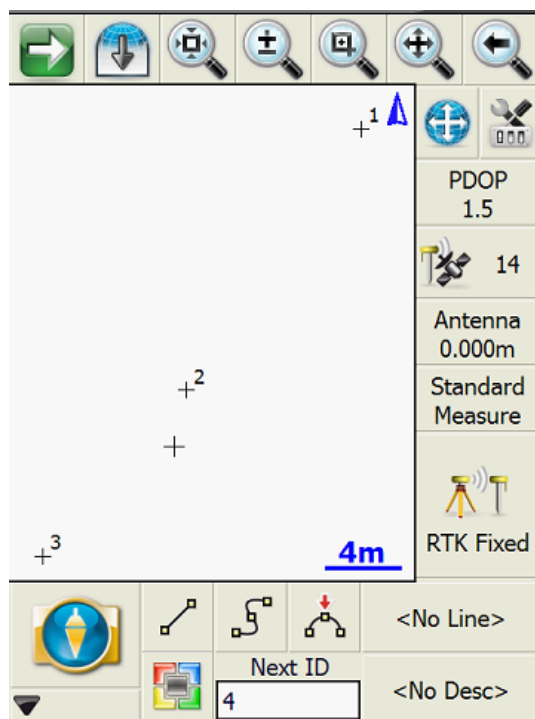 1
PDOP
1.5
14
Antenna
0.000m
2
Standard
Measure
3
4m
RTK Fixed
<No Line>
Next ID
4
<No Desc>